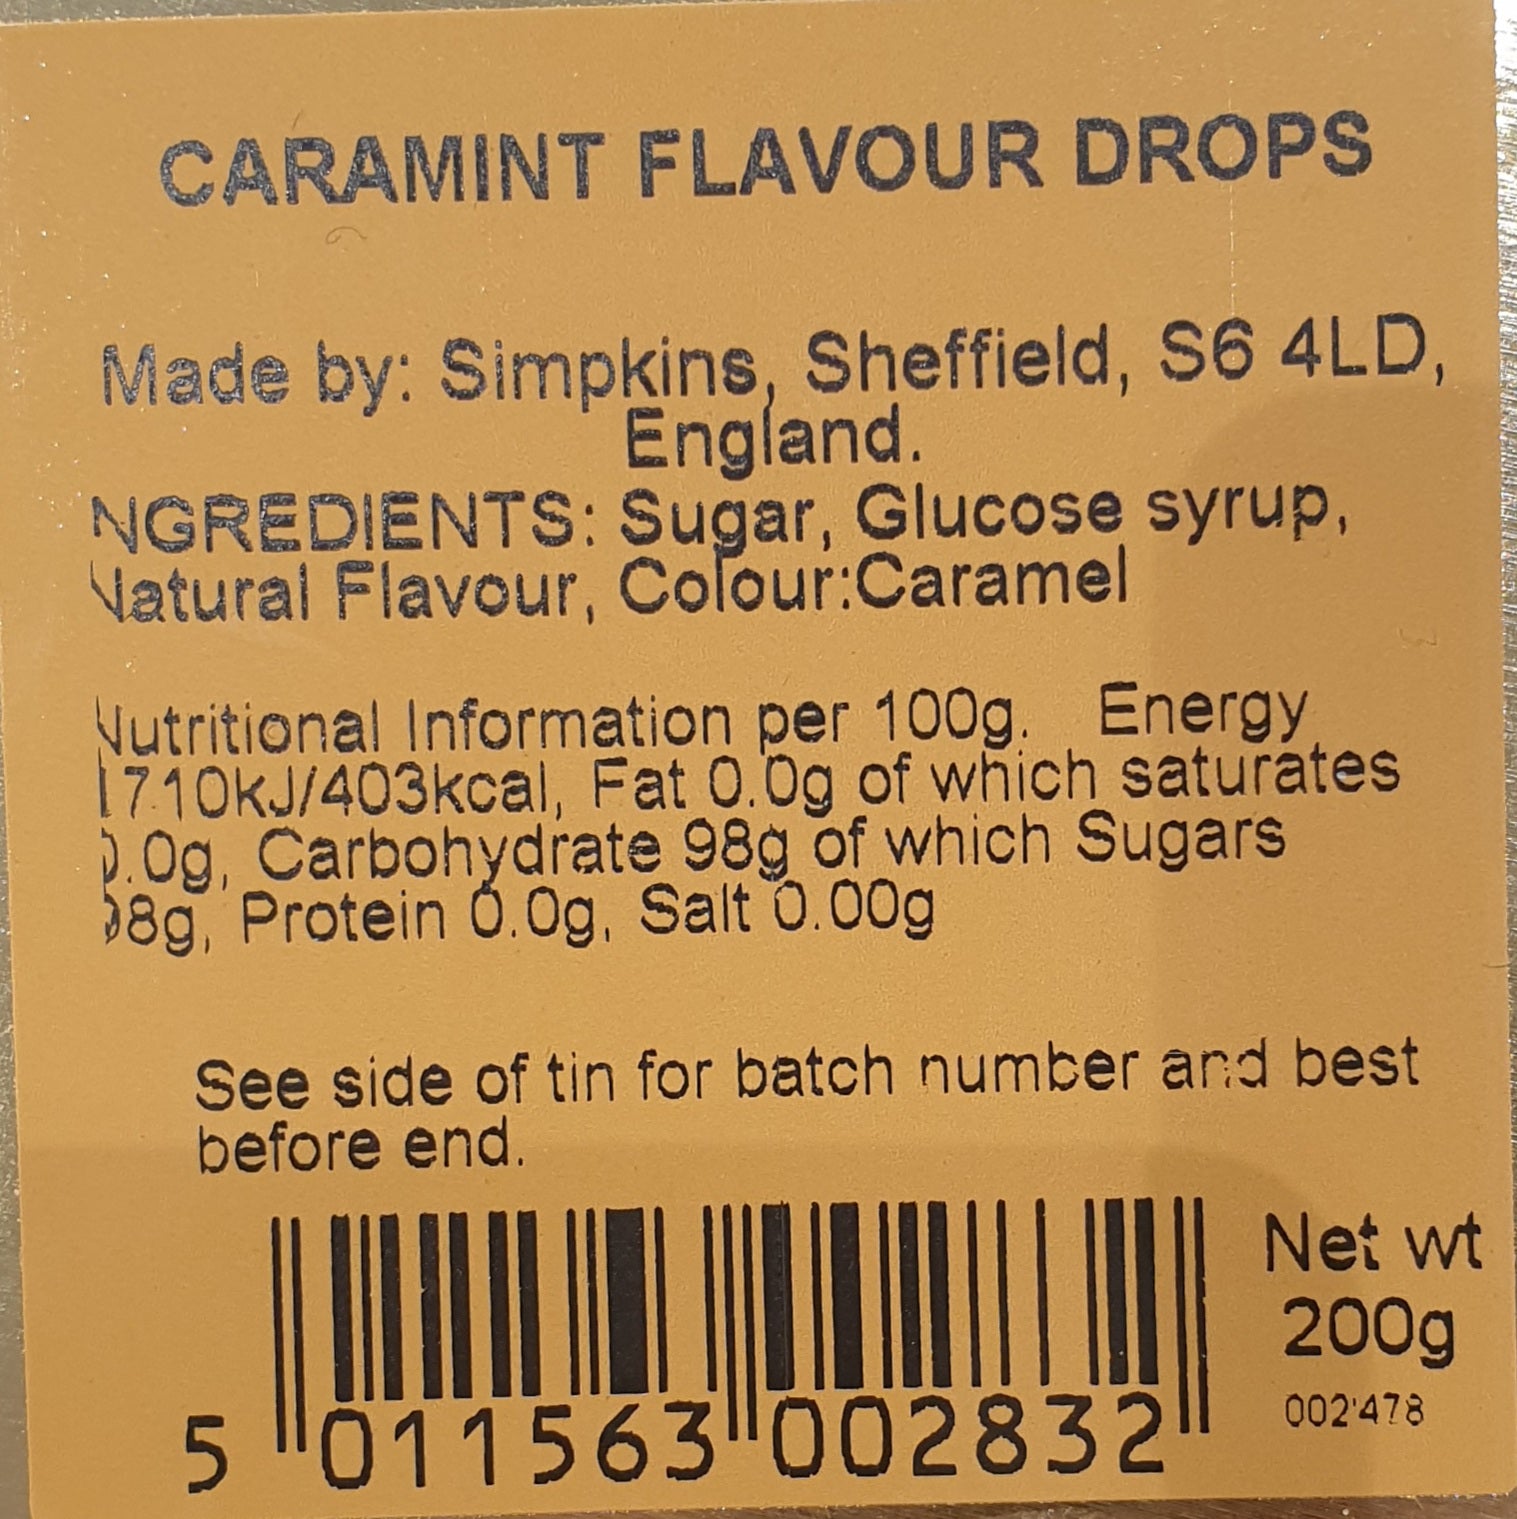 CARAMINT FLAVOUR DROPS
Made by: Simpkins, Sheffield, S6 4LD,
England.
NGREDIENTS: Sugar, Glucose syrup,
Natural Flavour, Colour:Caramel
Nutritional Information per 100g. Energy
1710kJ/403kcal, Fat 0.0g of which saturates
0.0g, Carbohydrate 98g of which Sugars
98g, Protein 0.0g, Salt 0.00g
See side of tin for batch number and best
before end.
Net wt
200g
002'478
5 011563 002832